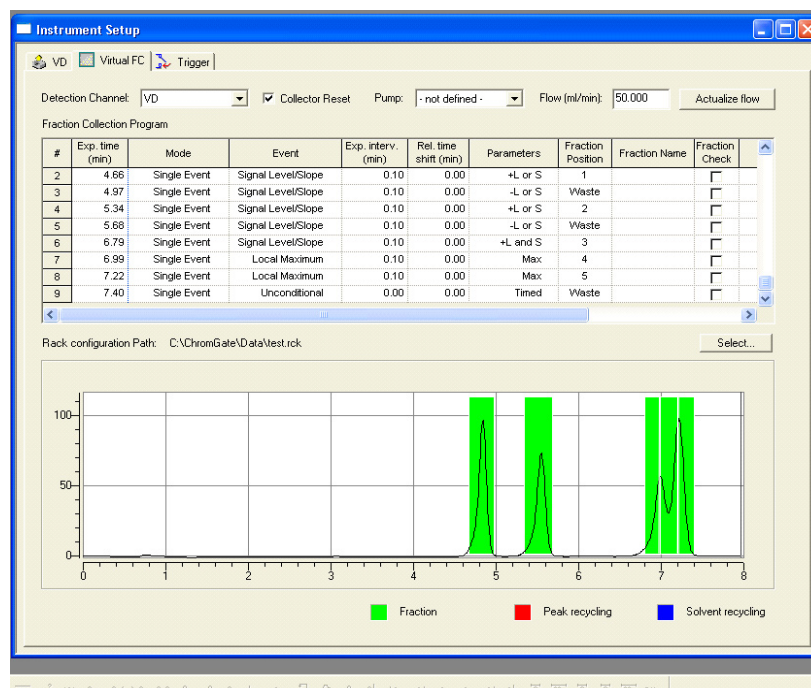 Instrument Setup
VD Virtual FC Trigger
Detection Channel: VD Collector Reset Pump: - not defined - Flow (ml/min): 50.000 Actualize flow
Fraction Collection Program
# Exp. time (min) Mode Event Exp. interv. (min) Rel. time shift (min) Parameters Fraction Position Fraction Name Fraction Check
2 4.66 Single Event Signal Level/Slope 0.10 0.00 +L or S 1
3 4.97 Single Event Signal Level/Slope 0.10 0.00 -L or S Waste
4 5.34 Single Event Signal Level/Slope 0.10 0.00 +L or S 2
5 5.68 Single Event Signal Level/Slope 0.10 0.00 -L or S Waste
6 6.79 Single Event Signal Level/Slope 0.10 0.00 +L and S 3
7 6.99 Single Event Local Maximum 0.10 0.00 Max 4
8 7.22 Single Event Local Maximum 0.10 0.00 Max 5
9 7.40 Single Event Unconditional 0.00 0.00 Timed Waste
Rack configuration Path: C:\ChromGate\Data\test.rck Select...
100
50
0
0 1 2 3 4 5 6 7 8
Fraction Peak recycling Solvent recycling